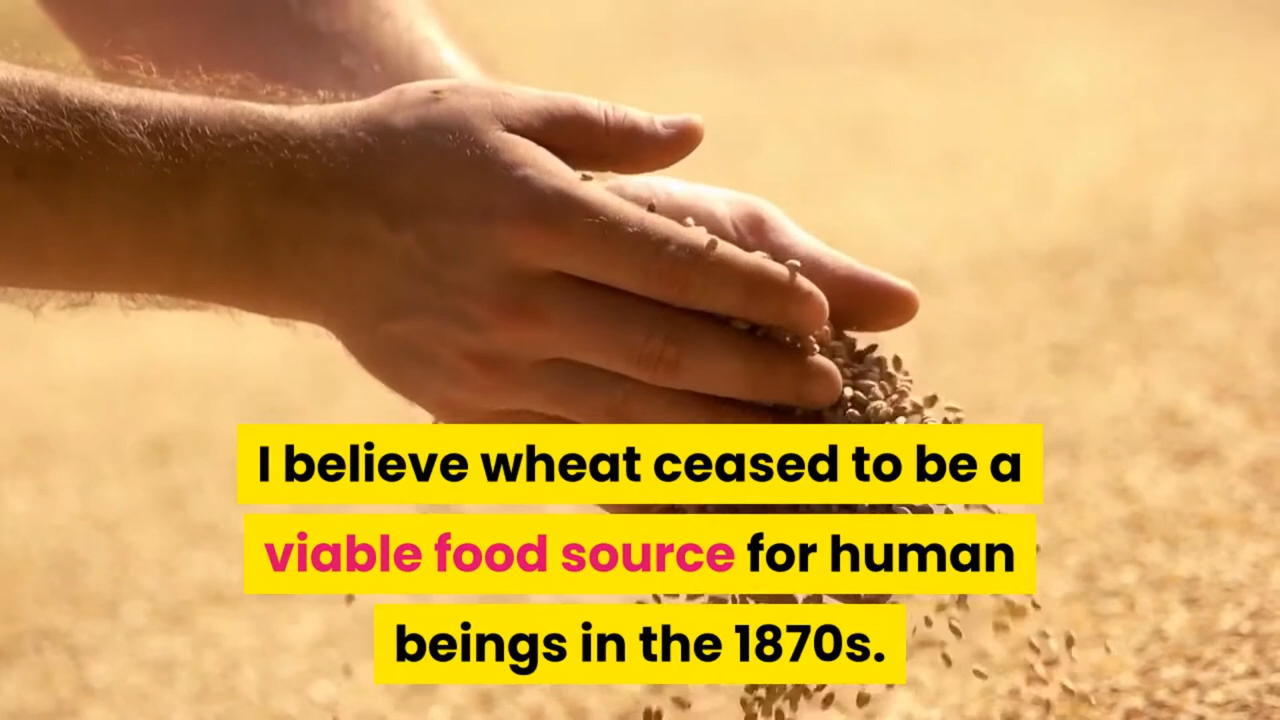 I believe wheat ceased to be a
viable food source for human
beings in the 1870s.